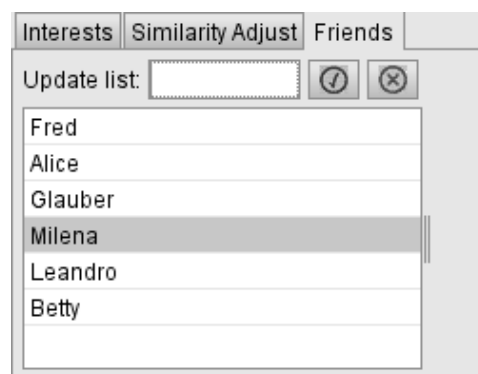 Interests Similarity Adjust Friends
Update list:
Fred
Alice
Glauber
Milena
Leandro
Betty